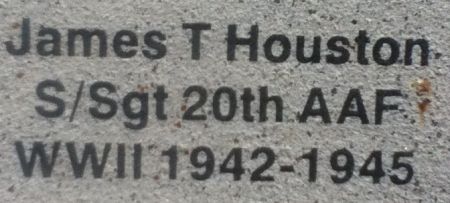 James T Houston
S/Sgt 20th AAF
WWII 1942-1945